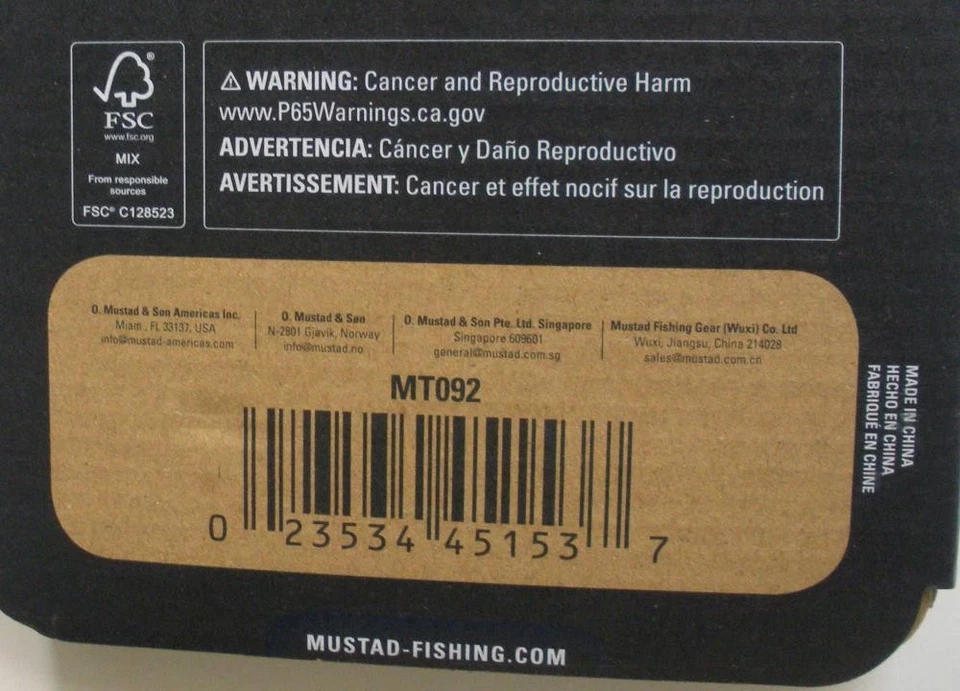 FSC
www.fsc.org
MIX
From responsible
sources
FSC® C128523
⚠ WARNING: Cancer and Reproductive Harm
www.P65Warnings.ca.gov
ADVERTENCIA: Cáncer y Daño Reproductivo
AVERTISSEMENT: Cancer et effet nocif sur la reproduction
O. Mustad & Son Americas Inc.
Miami, FL 33137, USA
info@mustad-americas.com
O. Mustad & Søn
N-2801 Gjøvik, Norway
info@mustad.no
O. Mustad & Son Pte. Ltd. Singapore
Singapore 609601
general@mustad.com.sg
Mustad Fishing Gear (Wuxi) Co. Ltd
Wuxi, Jiangsu, China 214028
sales@mustad.com.cn
MT092
0 23534 45153 7
MADE IN CHINA
HECHO EN CHINA
FABRIQUÉ EN CHINE
MUSTAD-FISHING.COM